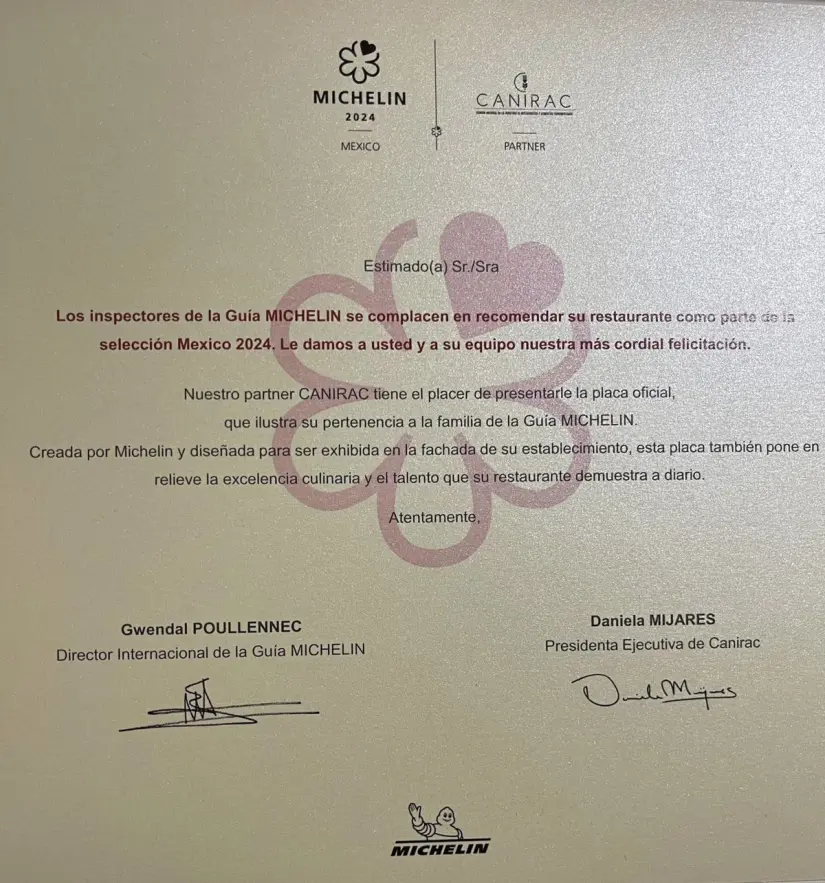 MICHELIN
2024
MEXICO
CANIRAC
PARTNER
Estimado(a) Sr./Sra
Los inspectores de la Guía MICHELIN se complacen en recomendar su restaurante como parte de la
selección Mexico 2024. Le damos a usted y a su equipo nuestra más cordial felicitación.
Nuestro partner CANIRAC tiene el placer de presentarle la placa oficial,
que ilustra su pertenencia a la familia de la Guía MICHELIN.
Creada por Michelin y diseñada para ser exhibida en la fachada de su establecimiento, esta placa también pone en
relieve la excelencia culinaria y el talento que su restaurante demuestra a diario.
Atentamente,
Gwendal POULLENNEC
Director Internacional de la Guía MICHELIN
Daniela MIJARES
Presidenta Ejecutiva de Canirac
MICHELIN